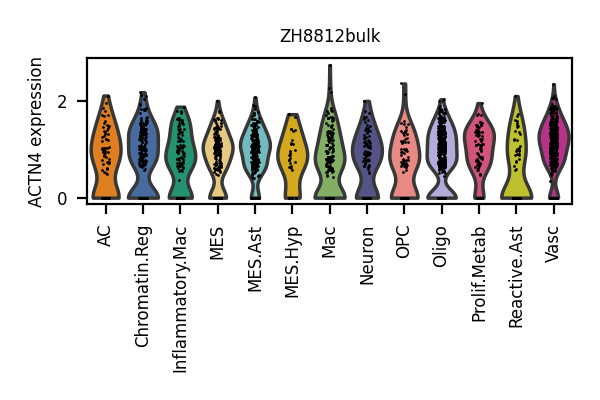 ZH8812bulk
ACTN4 expression
2
0
AC
Chromatin.Reg
Inflammatory.Mac
MES
MES.Ast
MES.Hyp
Mac
Neuron
OPC
Oligo
Prolif.Metab
Reactive.Ast
Vasc